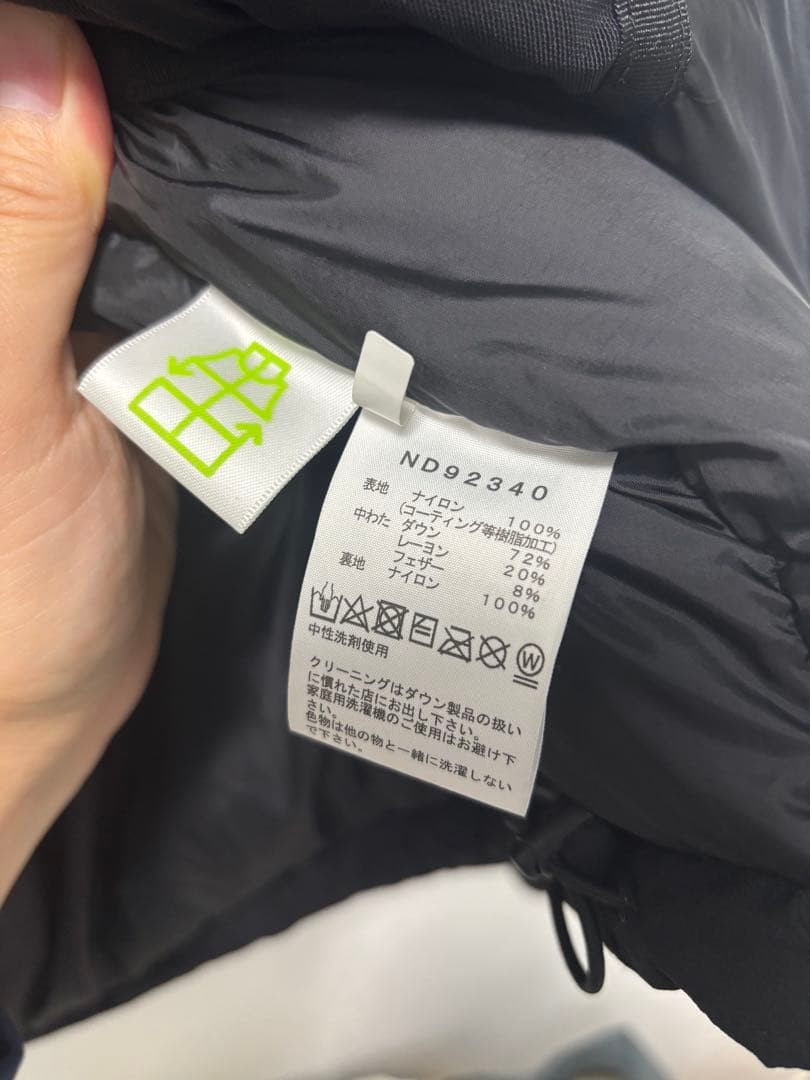 ND92340
表地 ナイロン 100%
(コーティング等樹脂加工)
中わた ダウン 72%
レーヨン 20%
フェザー 8%
裏地 ナイロン 100%
W
中性洗剤使用
クリーニングはダウン製品の扱い
に慣れた店にお出し下さい。
家庭用洗濯機のご使用はお避け下
さい。
色物は他の物と一緒に洗濯しない
で下さい。